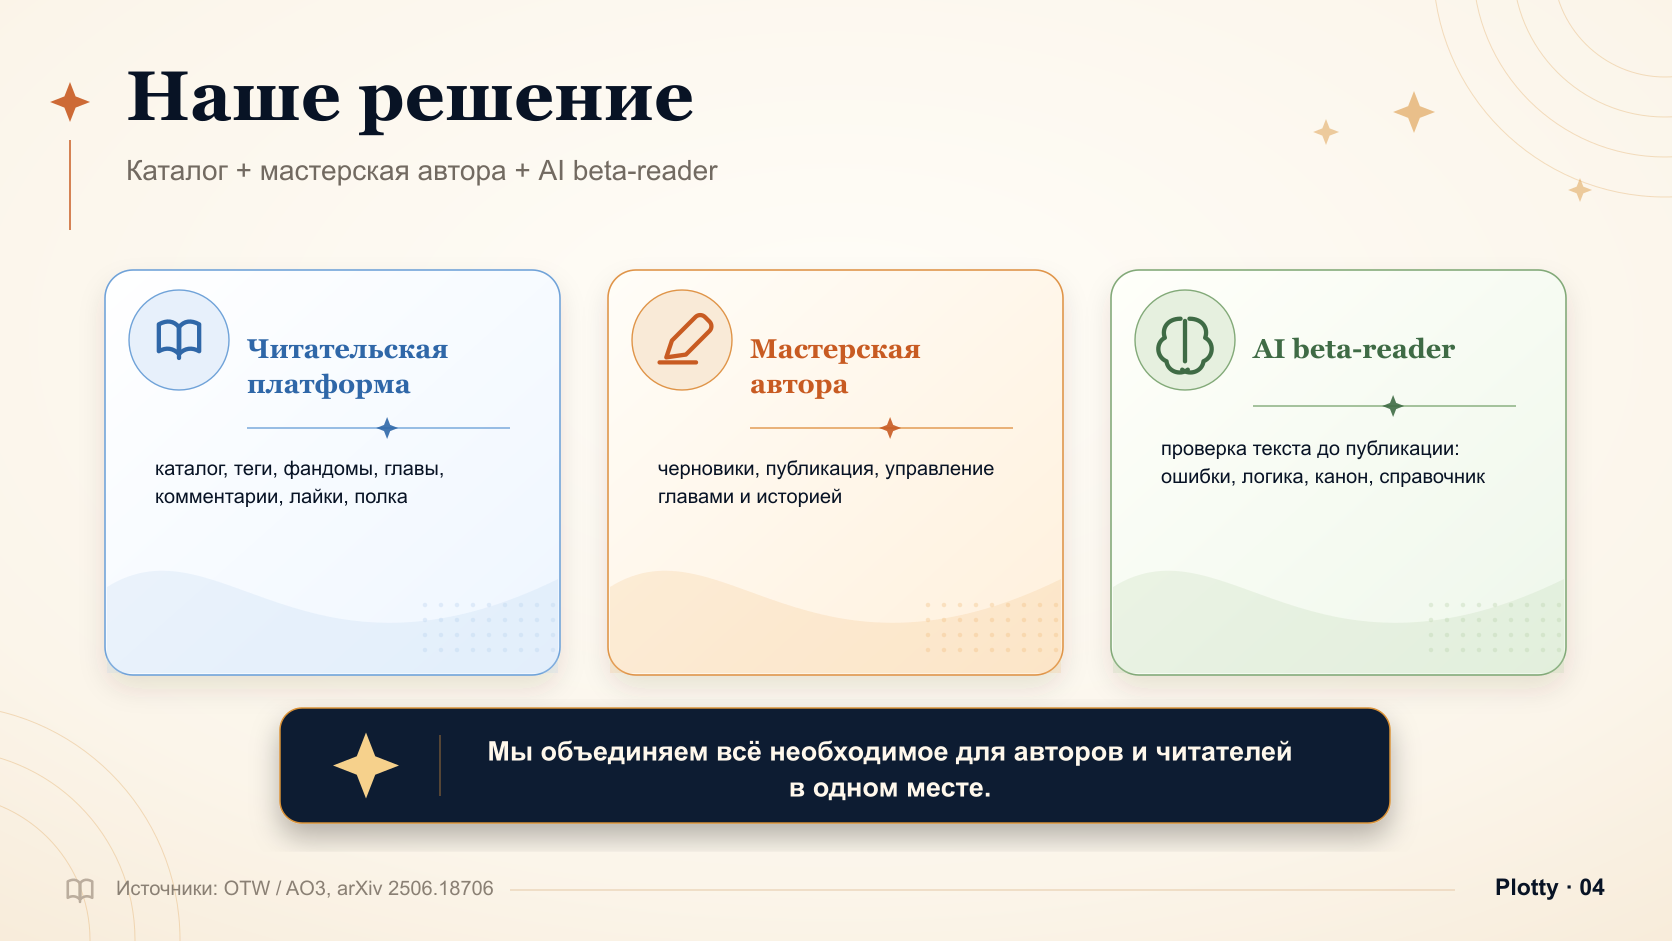 Наше решение
Каталог + мастерская автора + AI beta-reader
Читательская
платформа
каталог, теги, фандомы, главы,
комментарии, лайки, полка
Мастерская
автора
черновики, публикация, управление
главами и историей
AI beta-reader
проверка текста до публикации:
ошибки, логика, канон, справочник
Мы объединяем всё необходимое для авторов и читателей
в одном месте.
Источники: OTW / AO3, arXiv 2506.18706
Plotty · 04